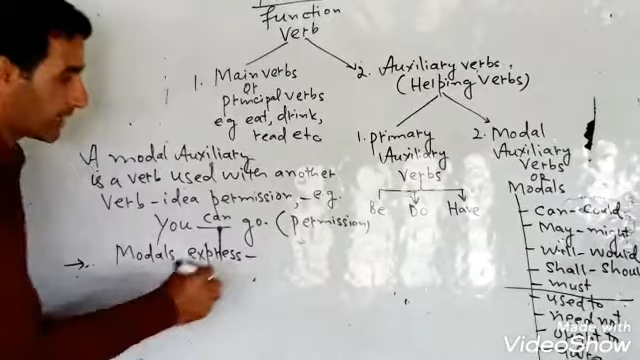 function
Verb
1. Main verbs
or
principal verbs
e.g eat, drink,
read etc
2. Auxiliary verbs.
(Helping verbs)
1. primary
Auxiliary
verbs
Be Do Have
2. Modal
Auxiliary
Verbs
or
Modals
- can-could
- May-might
- Will-would
- Shall-shou
- must
- used to
- need not
- ought to
A modal Auxiliary
is a verb used with another
verb-idea permission, - e.g.
You can go. (permission)
→ Modals express-
Made with
VideoShow